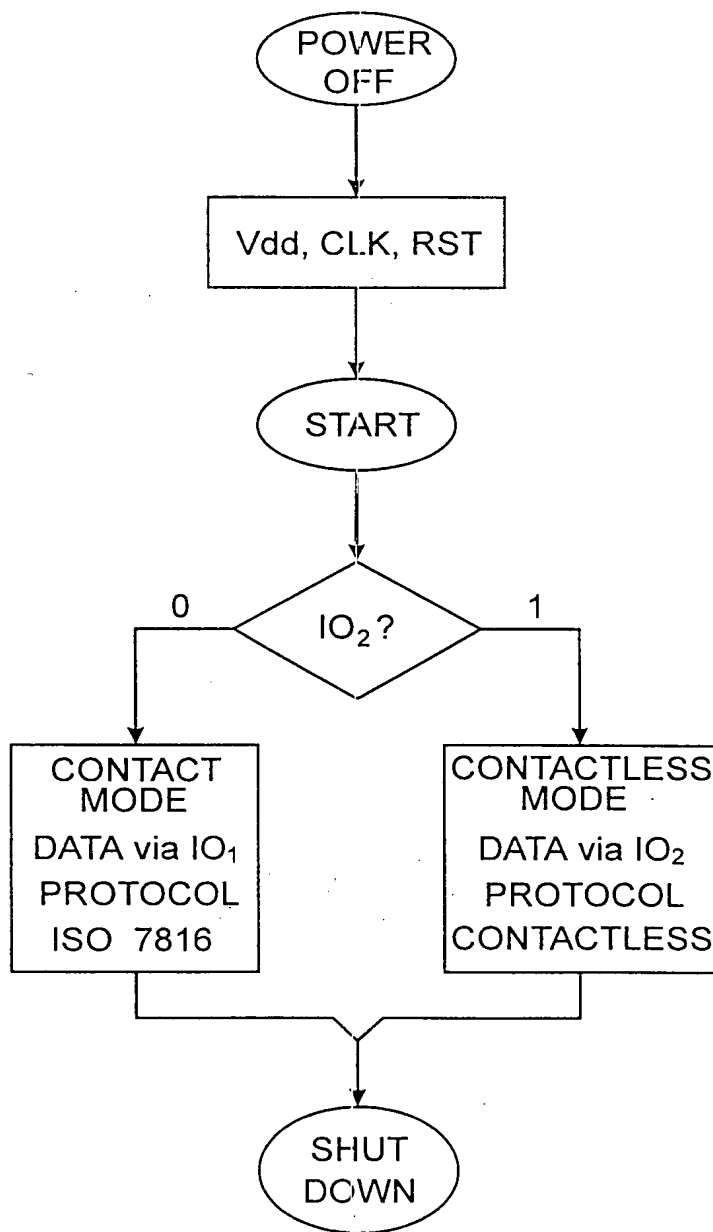 POWER
OFF
Vdd, CLK, RST
START
0
IO₂?
1
CONTACT
MODE
DATA via IO₁
PROTOCOL
ISO 7816
CONTACTLESS
MODE
DATA via IO₂
PROTOCOL
CONTACTLESS
SHUT
DOWN